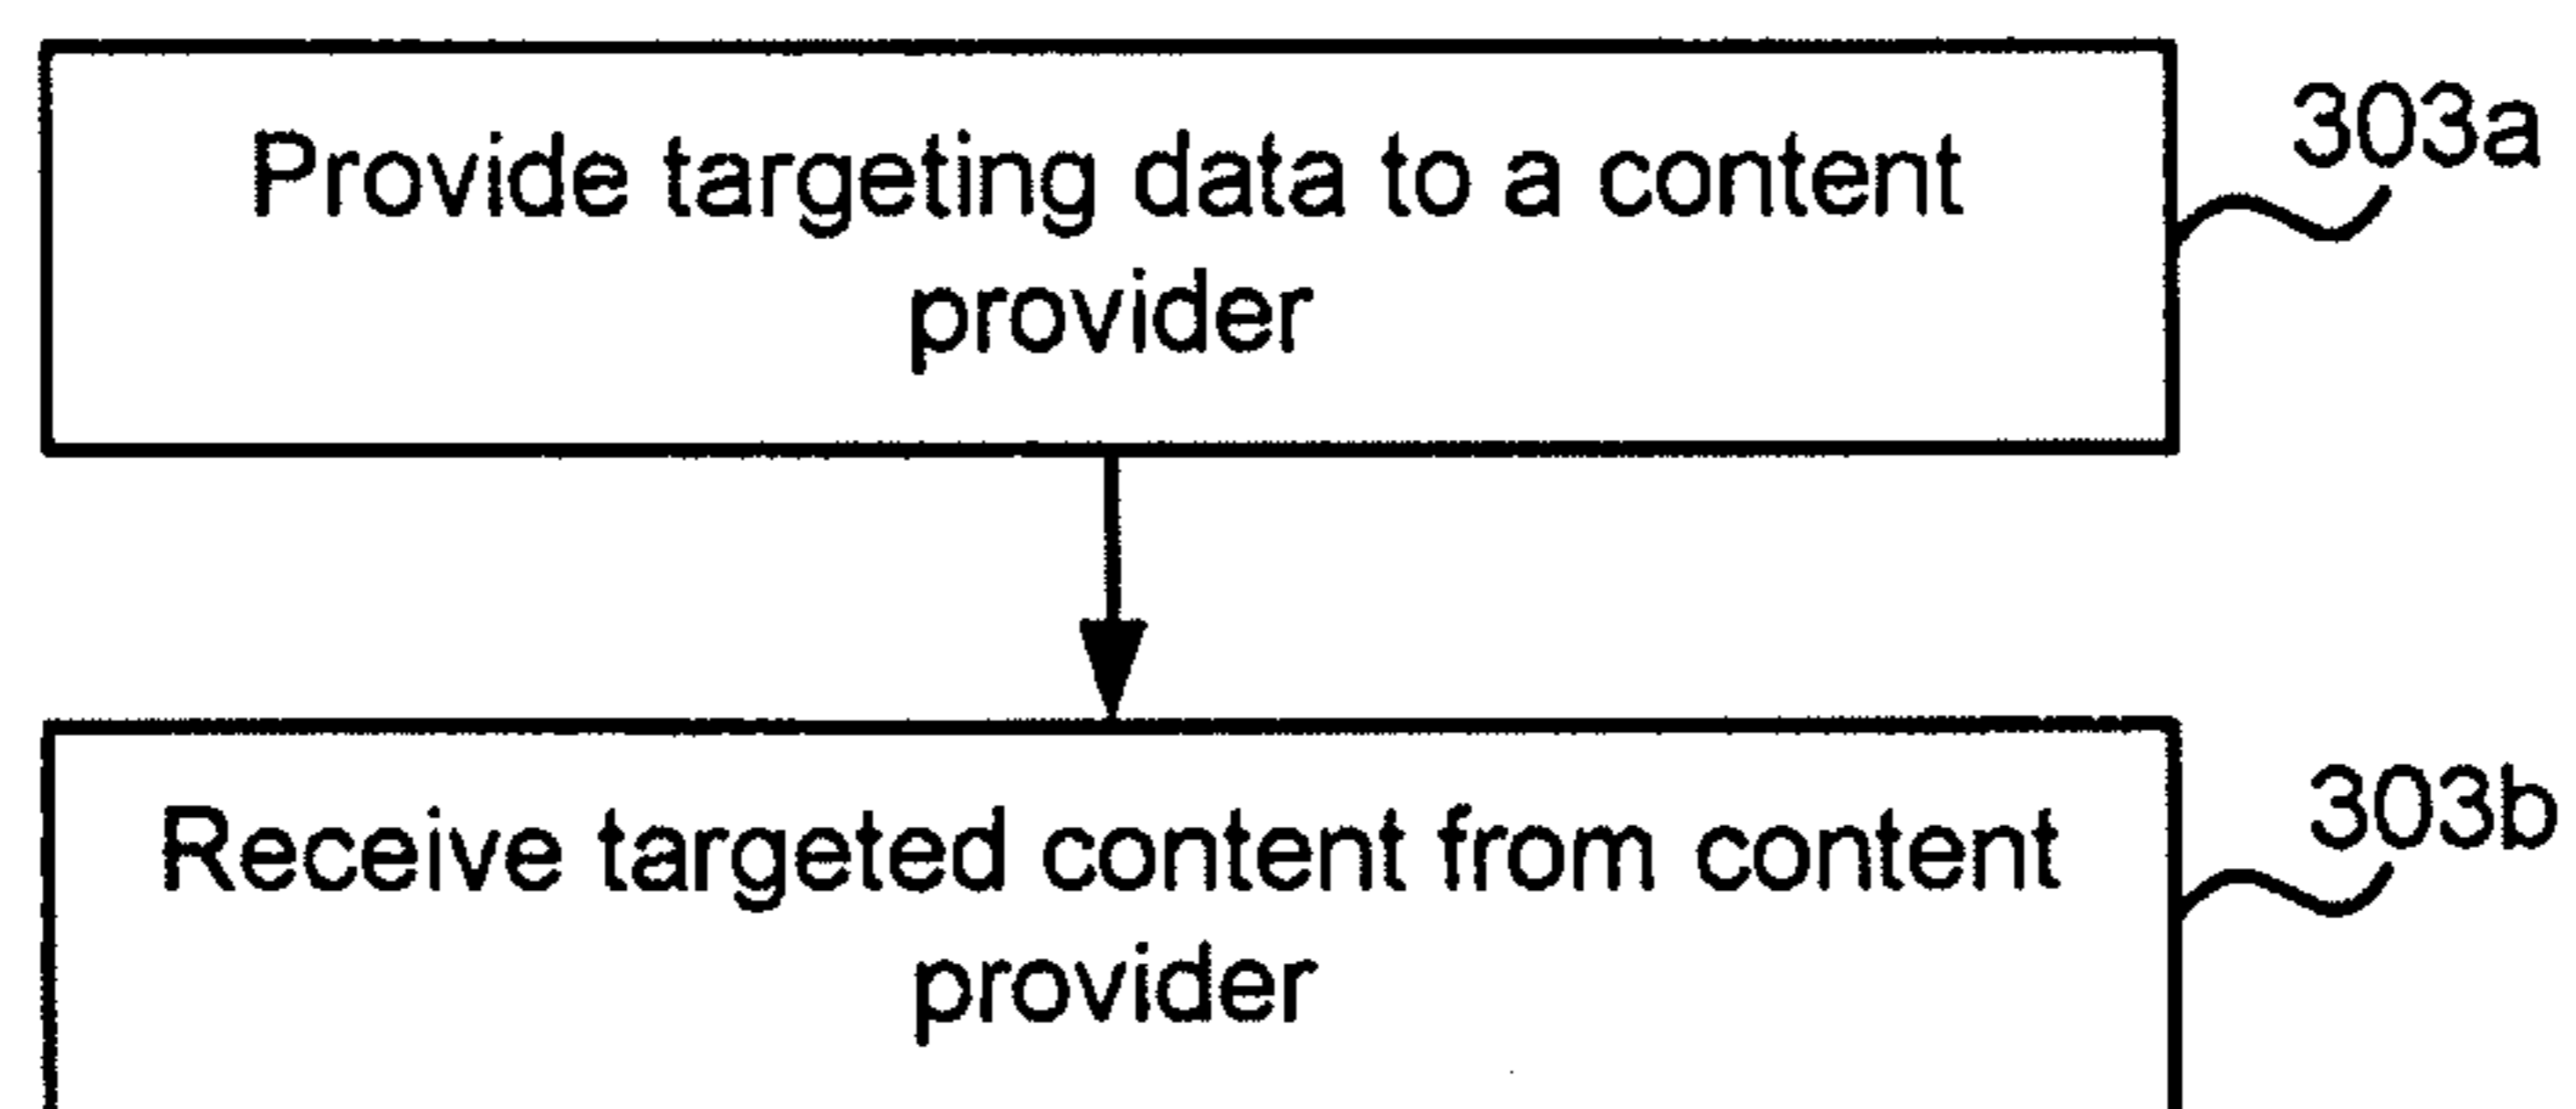 Provide targeting data to a content
provider
303a
Receive targeted content from content
provider
303b